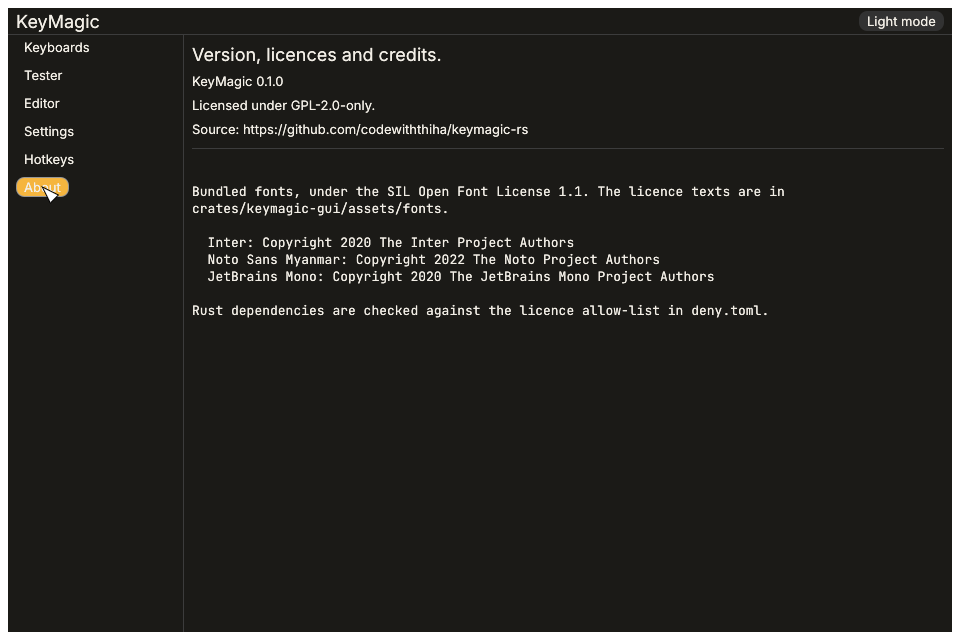 KeyMagic
Light mode
Keyboards
Tester
Editor
Settings
Hotkeys
About
Version, licences and credits.
KeyMagic 0.1.0
Licensed under GPL-2.0-only.
Source: https://github.com/codewiththiha/keymagic-rs
Bundled fonts, under the SIL Open Font License 1.1. The licence texts are in
crates/keymagic-gui/assets/fonts.
Inter: Copyright 2020 The Inter Project Authors
Noto Sans Myanmar: Copyright 2022 The Noto Project Authors
JetBrains Mono: Copyright 2020 The JetBrains Mono Project Authors
Rust dependencies are checked against the licence allow-list in deny.toml.